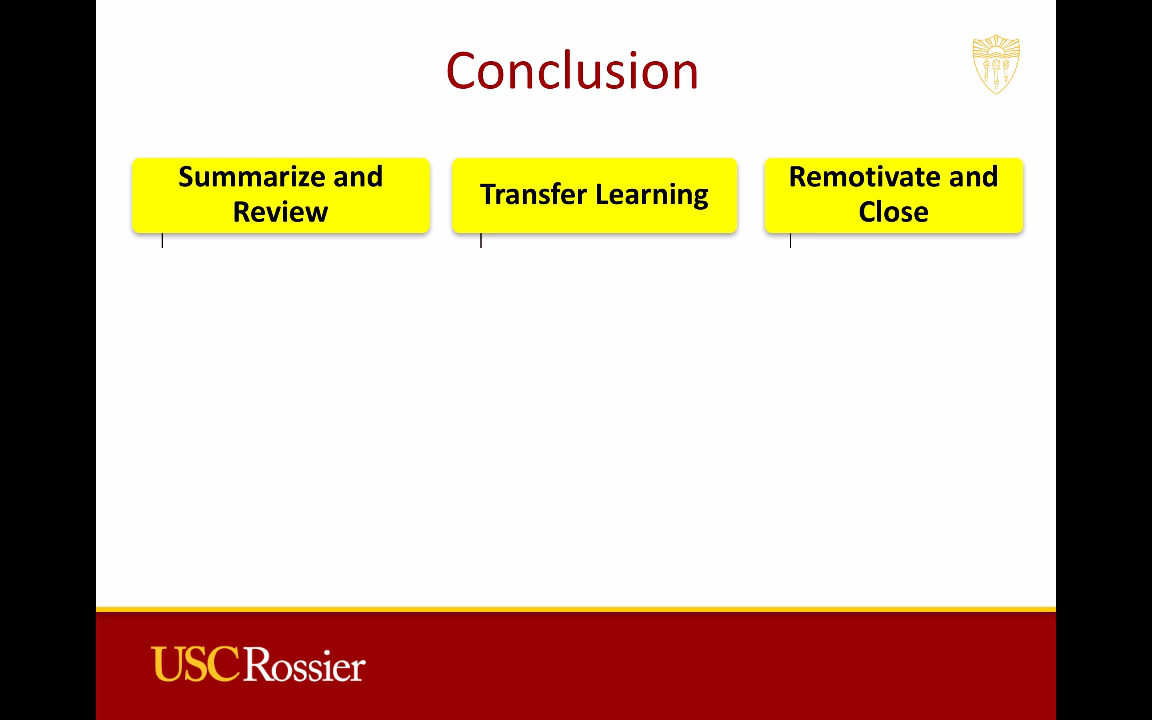 Conclusion
Summarize and
Review
Transfer Learning
Remotivate and
Close
USC Rossier